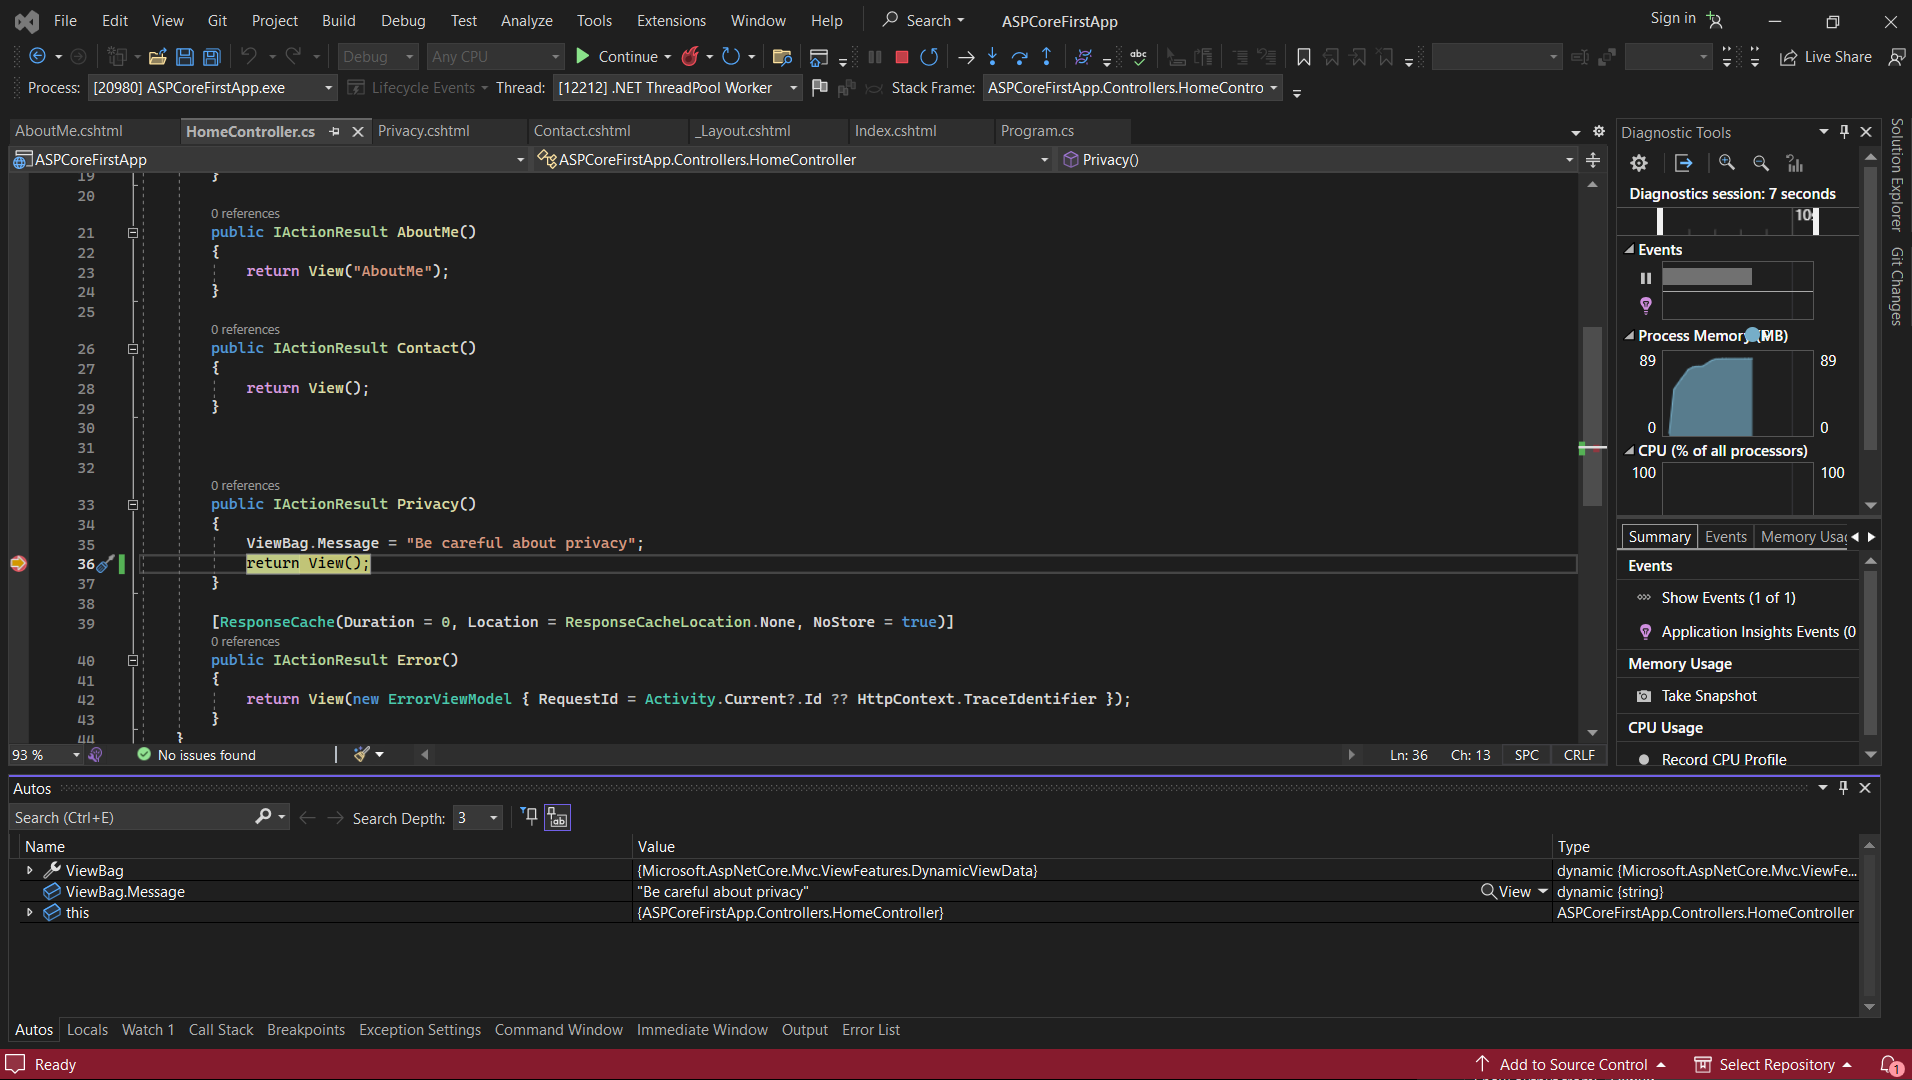 File Edit View Git Project Build Debug Test Analyze Tools Extensions Window Help Search ASPCoreFirstApp Sign in
Debug Any CPU Continue Live Share
Process: [20980] ASPCoreFirstApp.exe Lifecycle Events Thread: [12212] .NET ThreadPool Worker Stack Frame: ASPCoreFirstApp.Controllers.HomeContro
AboutMe.cshtml HomeController.cs Privacy.cshtml Contact.cshtml _Layout.cshtml Index.cshtml Program.cs
ASPCoreFirstApp ASPCoreFirstApp.Controllers.HomeController Privacy()
19 }
20
0 references
21 public IActionResult AboutMe()
22 {
23 return View("AboutMe");
24 }
25
0 references
26 public IActionResult Contact()
27 {
28 return View();
29 }
30
31
32
0 references
33 public IActionResult Privacy()
34 {
35 ViewBag.Message = "Be careful about privacy";
36 return View();
37 }
38
39 [ResponseCache(Duration = 0, Location = ResponseCacheLocation.None, NoStore = true)]
0 references
40 public IActionResult Error()
41 {
42 return View(new ErrorViewModel { RequestId = Activity.Current?.Id ?? HttpContext.TraceIdentifier });
43 }
44 }
93 % No issues found Ln: 36 Ch: 13 SPC CRLF
Diagnostic Tools
Diagnostics session: 7 seconds
Events
Process Memory
89 89
0 0
CPU (% of all processors)
100 100
Summary Events Memory Usag
Events
Show Events (1 of 1)
Application Insights Events (0
Memory Usage
Take Snapshot
CPU Usage
Record CPU Profile
Solution Explorer
Git Changes
Autos
Search (Ctrl+E) Search Depth: 3
Name Value Type
ViewBag {Microsoft.AspNetCore.Mvc.ViewFeatures.DynamicViewData} dynamic {Microsoft.AspNetCore.Mvc.ViewFe...
ViewBag.Message "Be careful about privacy" View dynamic {string}
this {ASPCoreFirstApp.Controllers.HomeController} ASPCoreFirstApp.Controllers.HomeController
Autos Locals Watch 1 Call Stack Breakpoints Exception Settings Command Window Immediate Window Output Error List
Ready Add to Source Control Select Repository 1